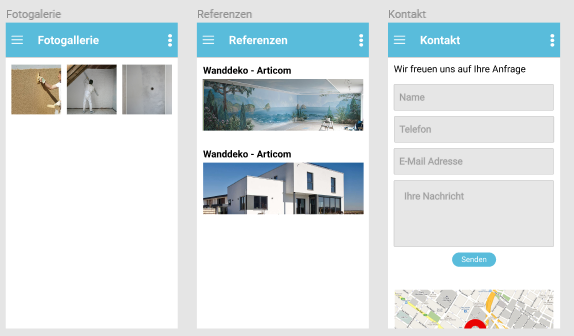 Fotogalerie
Fotogallerie
Referenzen
Referenzen
Wanddeko - Articom
Wanddeko - Articom
Kontakt
Kontakt
Wir freuen uns auf Ihre Anfrage
Name
Telefon
E-Mail Adresse
Ihre Nachricht
Senden